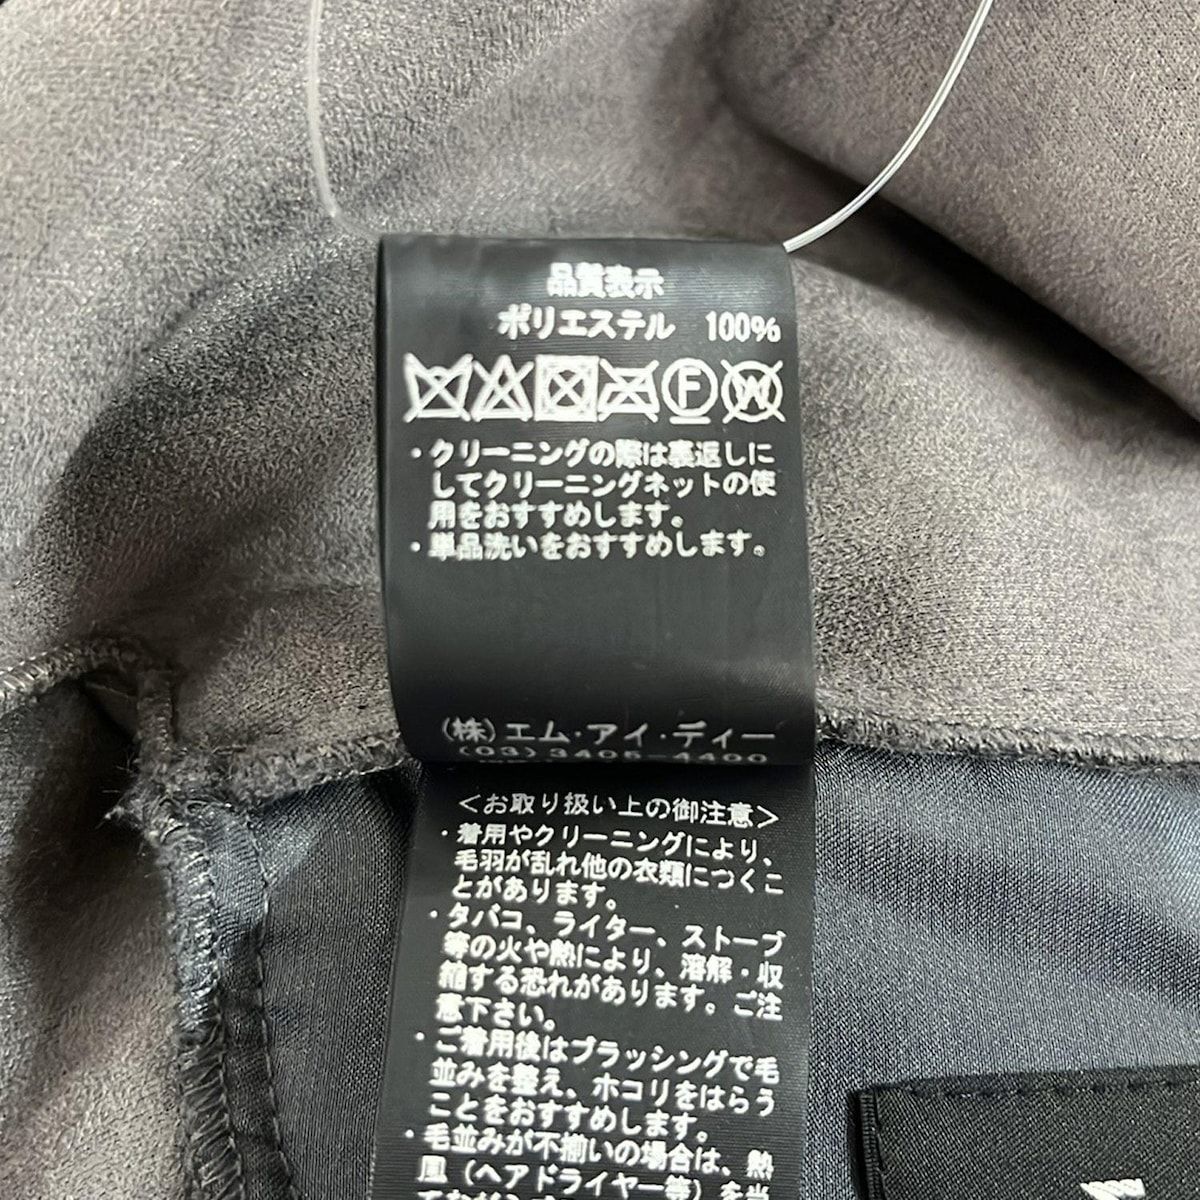 品質表示
ポリエステル 100%
F W
・クリーニングの際は裏返しに
してクリーニングネットの使
用をおすすめします。
・単品洗いをおすすめします。
(株)エム・アイ・ディー
(03)3405-4400
＜お取り扱い上の御注意＞
・着用やクリーニングにより、
毛羽が乱れ他の衣類につくこ
とがあります。
・タバコ、ライター、ストーブ
等の火や熱により、溶解・収
縮する恐れがあります。ご注
意下さい。
・ご着用後はブラッシングで毛
並みを整え、ホコリをはらう
ことをおすすめします。
・毛並みが不揃いの場合は、熱
風（ヘアドライヤー等）を当